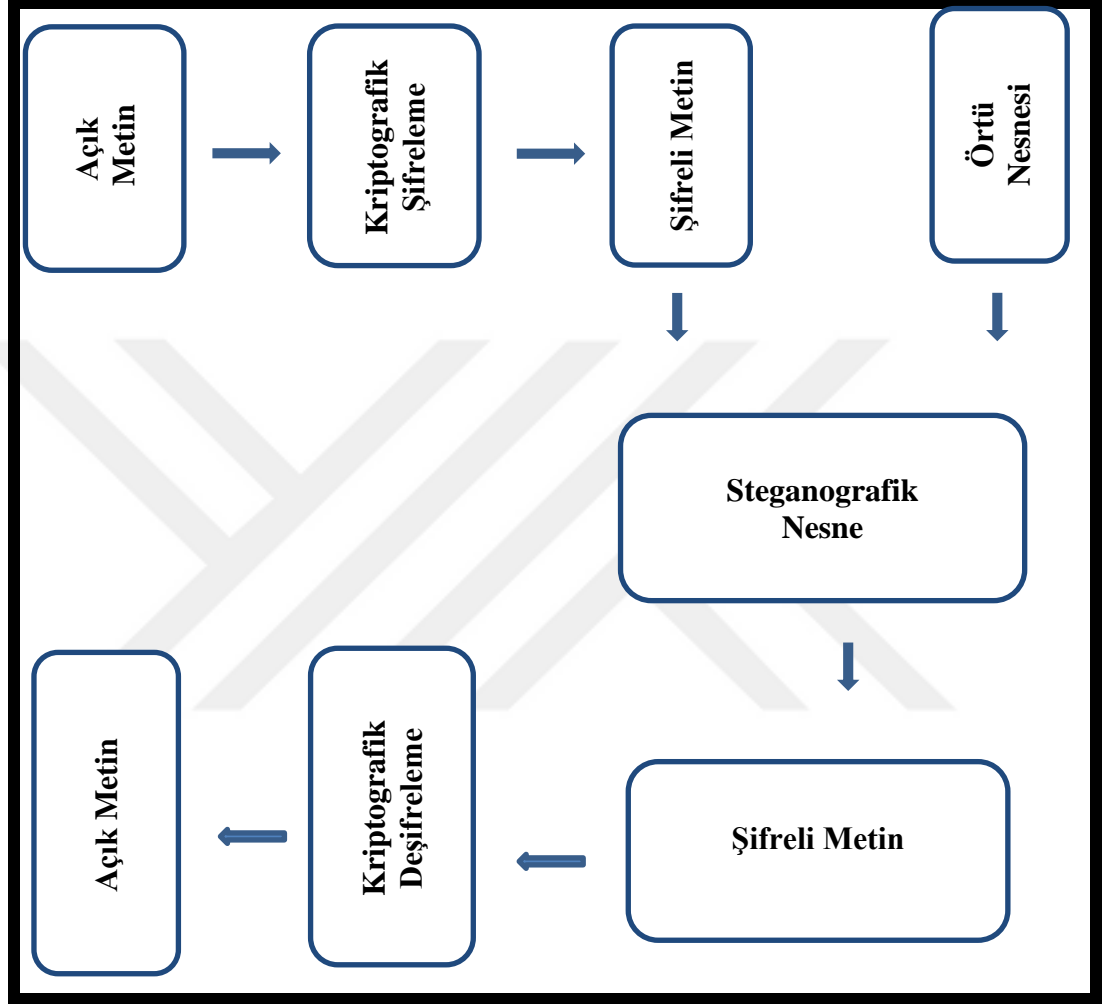 Açık
Metin
Kriptografik
Şifreleme
Şifreli Metin
Örtü
Nesnesi
Steganografik
Nesne
Şifreli Metin
Kriptografik
Deşifreleme
Açık Metin